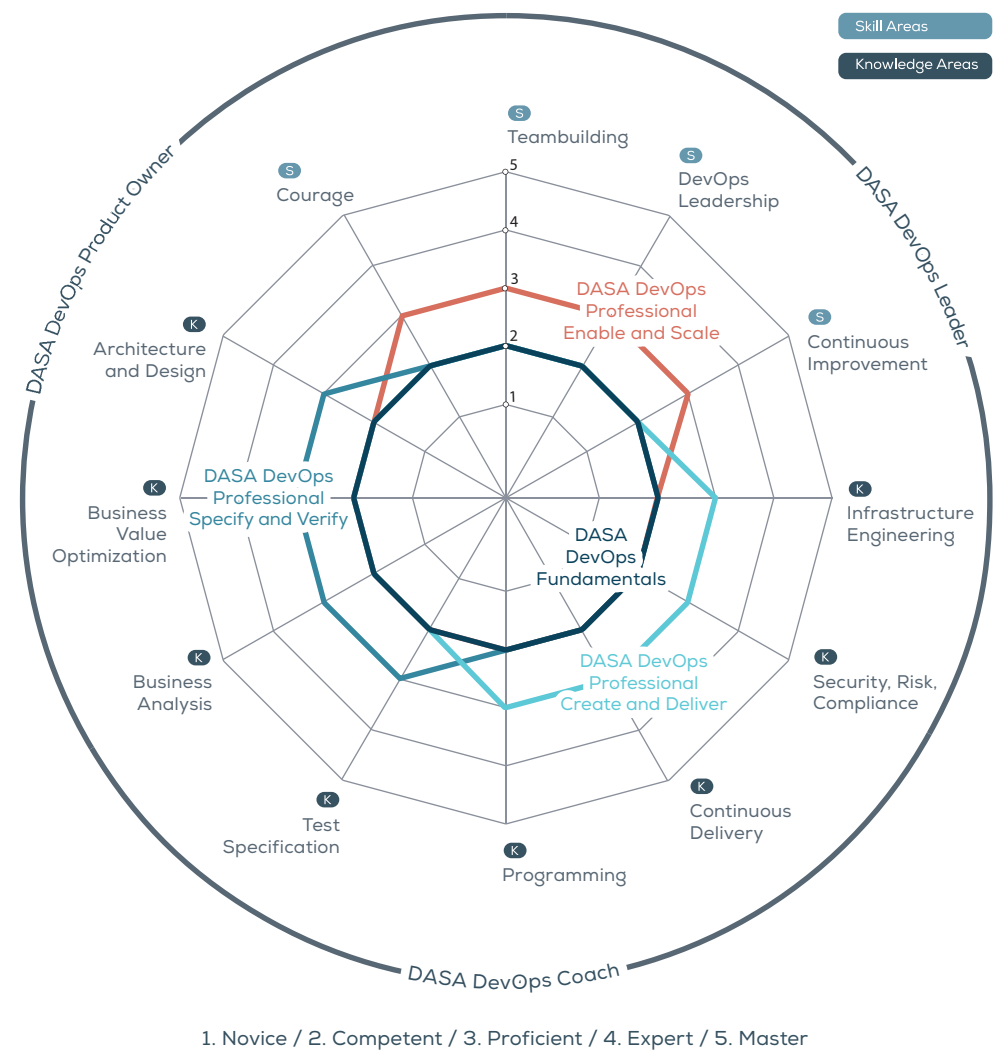 Skill Areas
Knowledge Areas
DASA DevOps Product Owner
DASA DevOps Leader
S
Teambuilding
S
DevOps
Leadership
S
Courage
5
4
3
2
1
DASA DevOps
Professional
Enable and Scale
S
Continuous
Improvement
K
Architecture
and Design
K
Business
Value
Optimization
DASA DevOps
Professional
Specify and Verify
DASA
DevOps
Fundamentals
K
Infrastructure
Engineering
K
Business
Analysis
DASA DevOps
Professional
Create and Deliver
K
Security, Risk,
Compliance
K
Test
Specification
K
Continuous
Delivery
K
Programming
DASA DevOps Coach
1. Novice / 2. Competent / 3. Proficient / 4. Expert / 5. Master